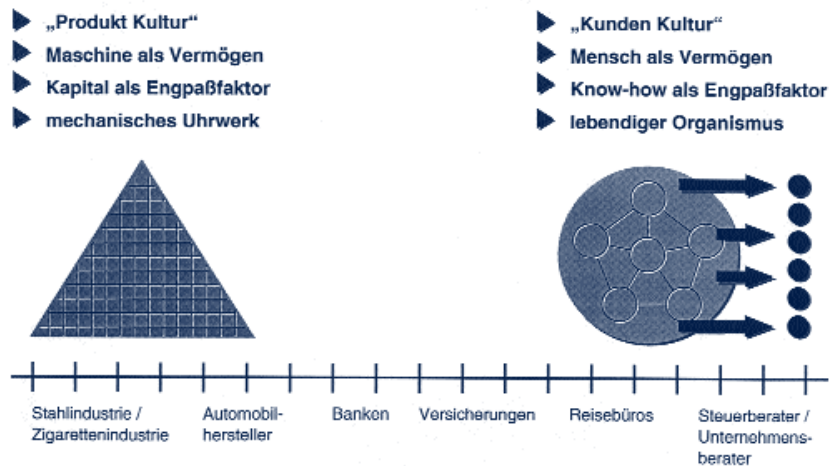 „Produkt Kultur“
Maschine als Vermögen
Kapital als Engpaßfaktor
mechanisches Uhrwerk
„Kunden Kultur“
Mensch als Vermögen
Know-how als Engpaßfaktor
lebendiger Organismus
Stahlindustrie /
Zigarettenindustrie
Automobil-
hersteller
Banken
Versicherungen
Reisebüros
Steuerberater /
Unternehmens-
berater